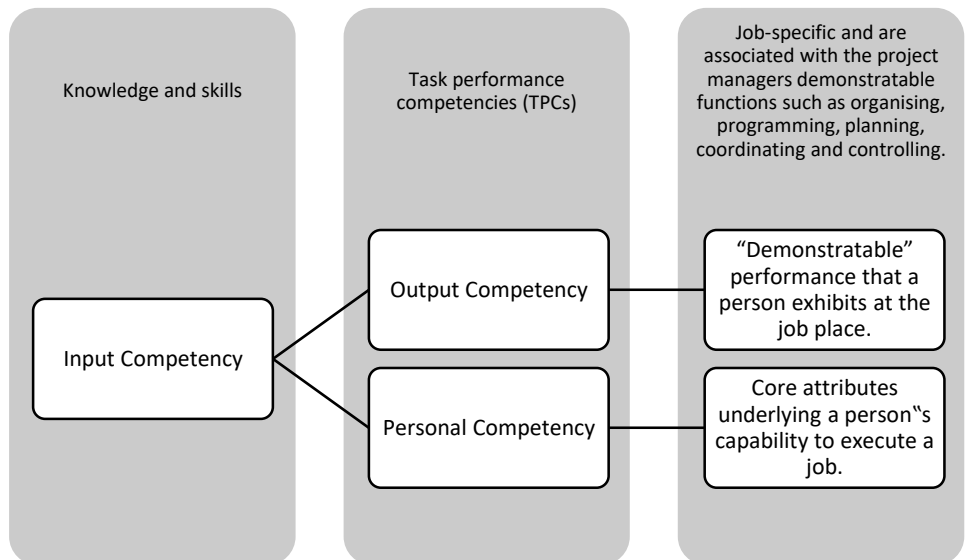 Knowledge and skills
Task performance
competencies (TPCs)
Job-specific and are
associated with the project
managers demonstratable
functions such as organising,
programming, planning,
coordinating and controlling.
Input Competency
Output Competency
Personal Competency
“Demonstratable”
performance that a
person exhibits at the
job place.
Core attributes
underlying a person‟s
capability to execute a
job.